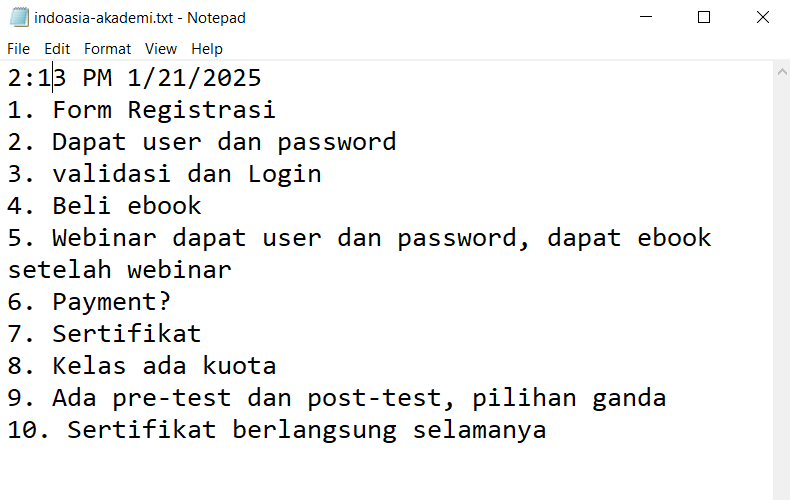 indoasia-akademi.txt - Notepad
File Edit Format View Help
2:13 PM 1/21/2025
1. Form Registrasi
2. Dapat user dan password
3. validasi dan Login
4. Beli ebook
5. Webinar dapat user dan password, dapat ebook
setelah webinar
6. Payment?
7. Sertifikat
8. Kelas ada kuota
9. Ada pre-test dan post-test, pilihan ganda
10. Sertifikat berlangsung selamanya